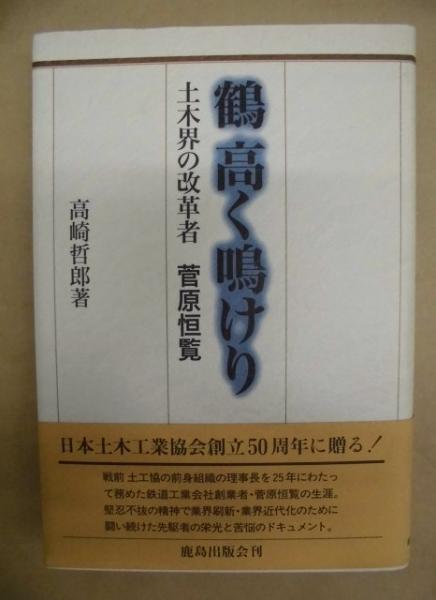 鶴高く鳴けり
土木界の改革者 菅原恒覧
高崎哲郎著
日本土木工業協会創立50周年に贈る!
戦前 土工協の前身組織の理事長を25年にわたっ
て務めた鉄道工業会社創業者・菅原恒覧の生涯。
堅忍不抜の精神で業界刷新・業界近代化のために
闘い続けた先駆者の栄光と苦悩のドキュメント。
鹿島出版会刊